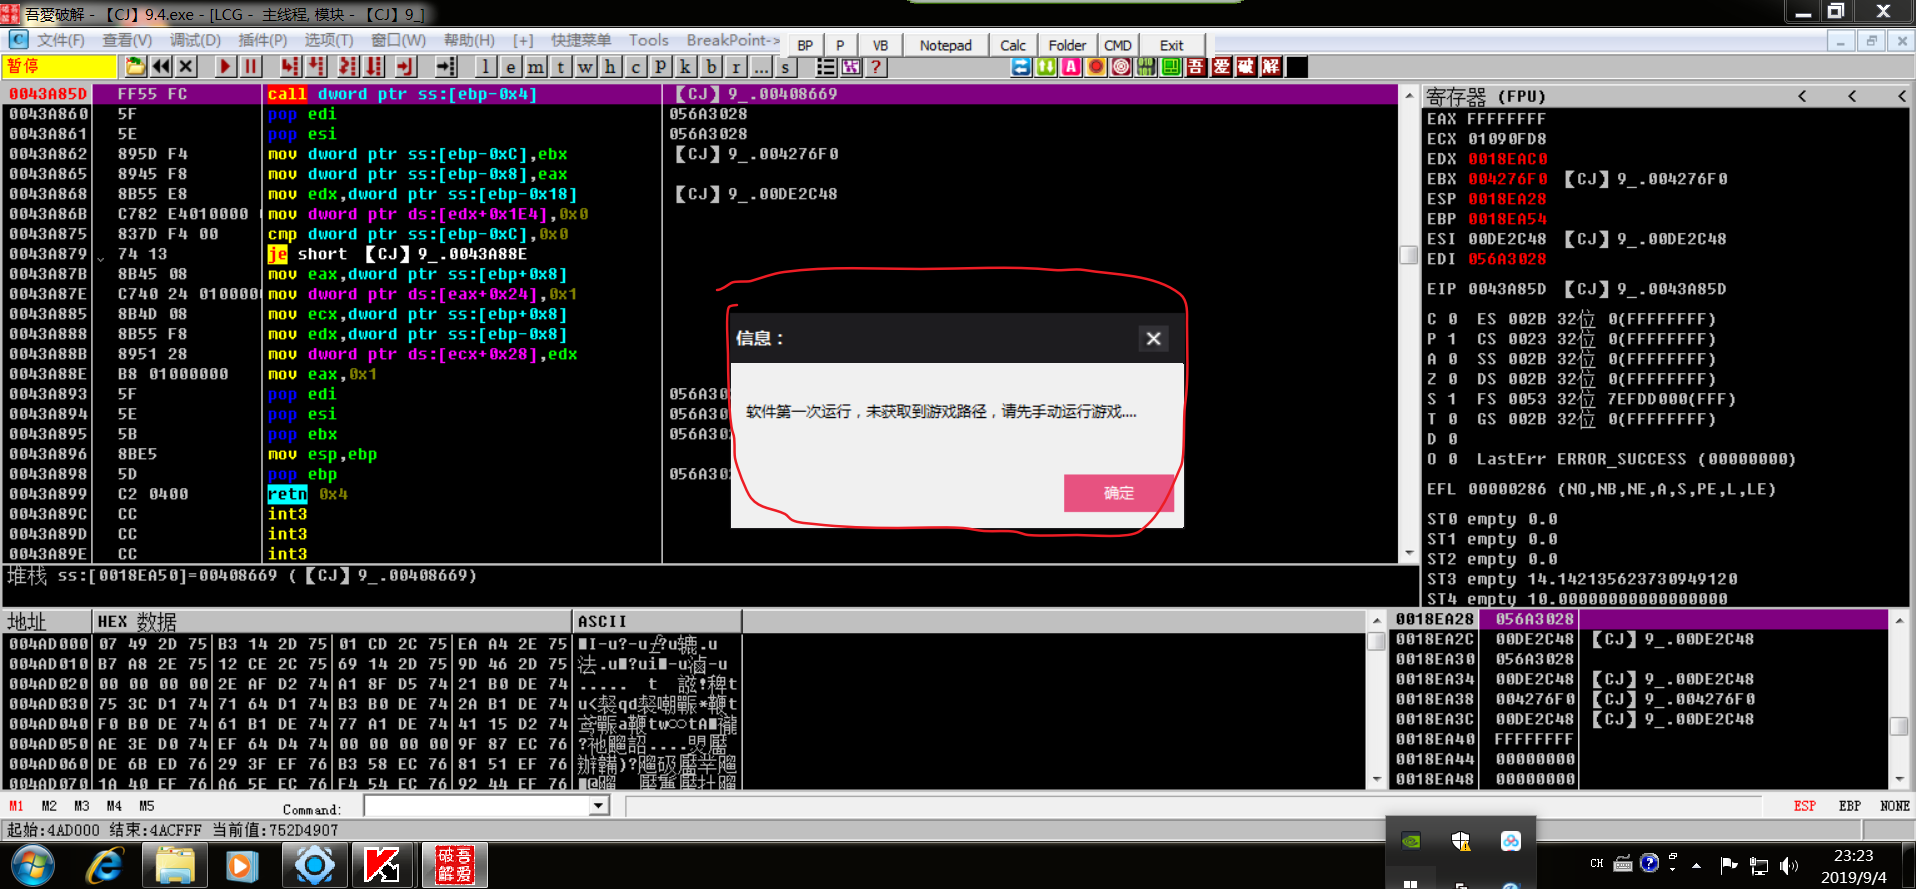 吾愛破解 - 【CJ】9.4.exe - [LCG - 主线程, 模块 - 【CJ】9_]
文件(F) 查看(V) 调试(D) 插件(P) 选项(T) 窗口(W) 帮助(H) [+] 快捷菜单 Tools BreakPoint->
BP P VB Notepad Calc Folder CMD Exit
暂停 l e m t w h c p k b r ... s ? 吾 爱 破 解
0043A85D FF55 FC call dword ptr ss:[ebp-0x4] 【CJ】9_.00408669
0043A860 5F pop edi 056A3028
0043A861 5E pop esi 056A3028
0043A862 895D F4 mov dword ptr ss:[ebp-0xC],ebx 【CJ】9_.004276F0
0043A865 8945 F8 mov dword ptr ss:[ebp-0x8],eax
0043A868 8B55 E8 mov edx,dword ptr ss:[ebp-0x18] 【CJ】9_.00DE2C48
0043A86B C782 E4010000 mov dword ptr ds:[edx+0x1E4],0x0
0043A875 837D F4 00 cmp dword ptr ss:[ebp-0xC],0x0
0043A879 74 13 je short 【CJ】9_.0043A88E
0043A87B 8B45 08 mov eax,dword ptr ss:[ebp+0x8]
0043A87E C740 24 0100000 mov dword ptr ds:[eax+0x24],0x1
0043A885 8B4D 08 mov ecx,dword ptr ss:[ebp+0x8]
0043A888 8B55 F8 mov edx,dword ptr ss:[ebp-0x8]
0043A88B 8951 28 mov dword ptr ds:[ecx+0x28],edx
0043A88E B8 01000000 mov eax,0x1
0043A893 5F pop edi 056A30
0043A894 5E pop esi 056A30
0043A895 5B pop ebx 056A30
0043A896 8BE5 mov esp,ebp
0043A898 5D pop ebp 056A30
0043A899 C2 0400 retn 0x4
0043A89C CC int3
0043A89D CC int3
0043A89E CC int3
信息：
软件第一次运行，未获取到游戏路径，请先手动运行游戏....
确定
堆栈 ss:[0018EA50]=00408669 (【CJ】9_.00408669)
寄存器 (FPU) < < <
EAX FFFFFFFF
ECX 01090FD8
EDX 0018EAC0
EBX 004276F0 【CJ】9_.004276F0
ESP 0018EA28
EBP 0018EA54
ESI 00DE2C48 【CJ】9_.00DE2C48
EDI 056A3028
EIP 0043A85D 【CJ】9_.0043A85D
C 0 ES 002B 32位 0(FFFFFFFF)
P 1 CS 0023 32位 0(FFFFFFFF)
A 0 SS 002B 32位 0(FFFFFFFF)
Z 0 DS 002B 32位 0(FFFFFFFF)
S 1 FS 0053 32位 7EFDD000(FFF)
T 0 GS 002B 32位 0(FFFFFFFF)
D 0
O 0 LastErr ERROR_SUCCESS (00000000)
EFL 00000286 (NO,NB,NE,A,S,PE,L,LE)
ST0 empty 0.0
ST1 empty 0.0
ST2 empty 0.0
ST3 empty 14.142135623730949120
ST4 empty 10.00000000000000000
地址 HEX 数据 ASCII
004AD000 07 49 2D 75 B3 14 2D 75 01 CD 2C 75 EA A4 2E 75
004AD010 B7 A8 2E 75 12 CE 2C 75 69 14 2D 75 9D 46 2D 75
004AD020 00 00 00 00 2E AF D2 74 A1 8F D5 74 21 B0 DE 74
004AD030 75 3C D1 74 71 64 D1 74 B3 B0 DE 74 2A B1 DE 74
004AD040 F0 B0 DE 74 61 B1 DE 74 77 A1 DE 74 41 15 D2 74
004AD050 AE 3E D0 74 EF 64 D4 74 00 00 00 00 9F 87 EC 76
004AD060 DE 6B ED 76 29 3F EF 76 B3 58 EC 76 81 51 EF 76
004AD070 1A 40 EF 76 A6 5E EC 76 F4 54 EC 76 92 44 EF 76
0018EA28 056A3028
0018EA2C 00DE2C48 【CJ】9_.00DE2C48
0018EA30 056A3028
0018EA34 00DE2C48 【CJ】9_.00DE2C48
0018EA38 004276F0 【CJ】9_.004276F0
0018EA3C 00DE2C48 【CJ】9_.00DE2C48
0018EA40 FFFFFFFF
0018EA44 00000000
0018EA48 00000000
M1 M2 M3 M4 M5 Command: ESP EBP NONE
起始:4AD000 结束:4ACFFF 当前值:752D4907
CH 23:23
2019/9/4